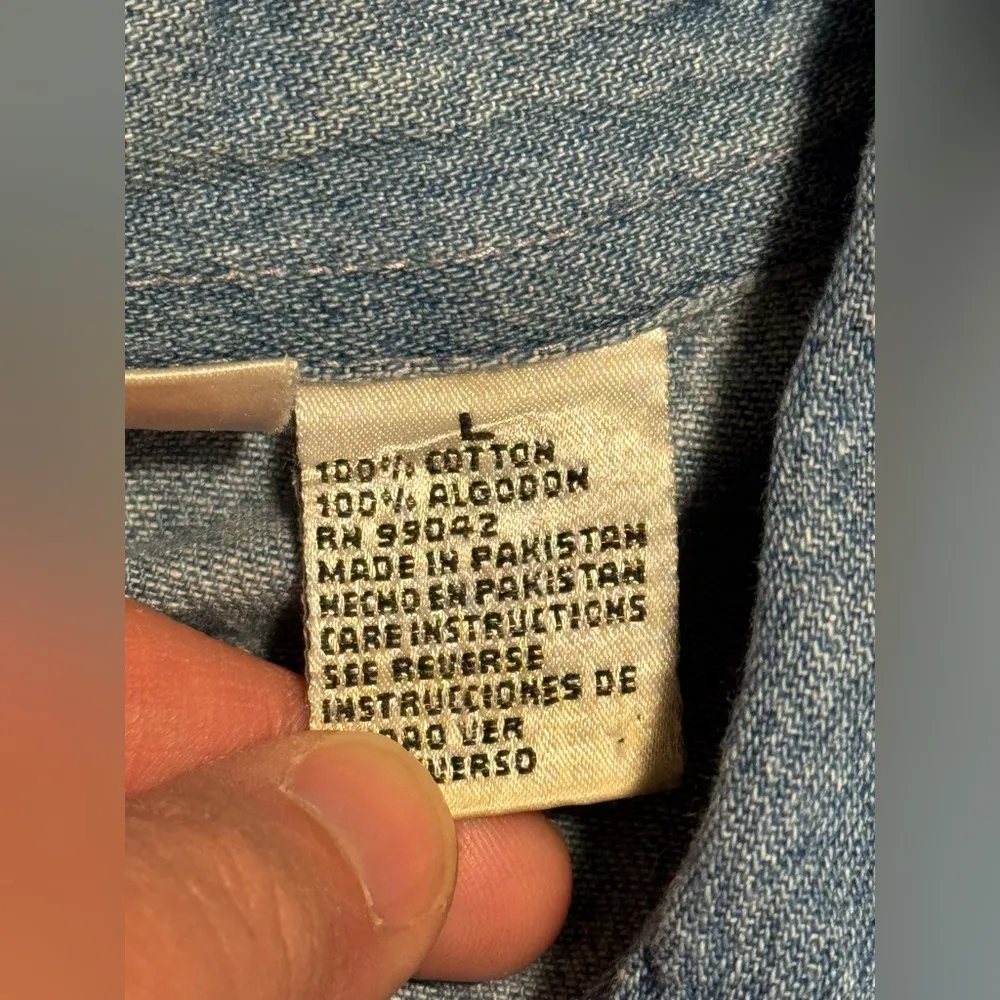 L
100% COTTON
100% ALGODON
RN 99042
MADE IN PAKISTAN
HECHO EN PAKISTAN
CARE INSTRUCTIONS
SEE REVERSE
INSTRUCCIONES DE
VER